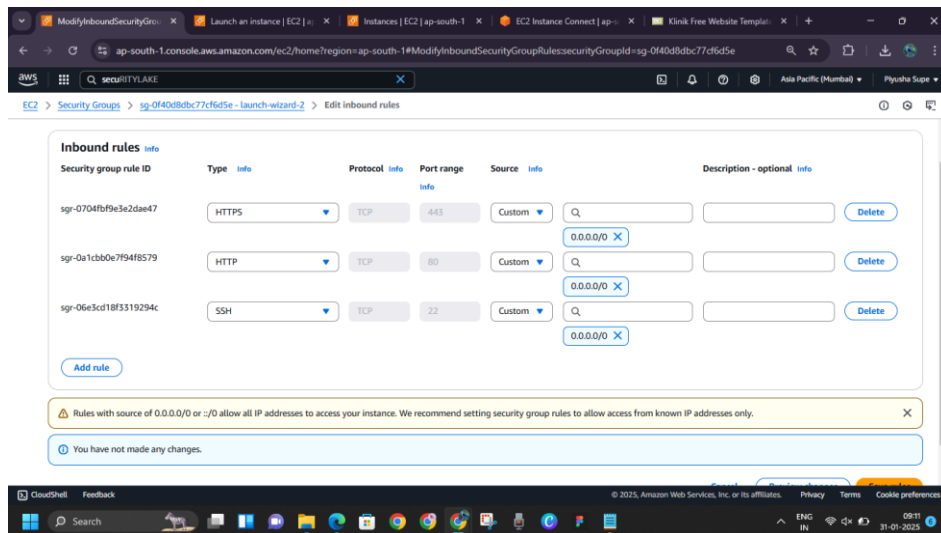 ModifyInboundSecurityGrou
Launch an instance | EC2 | ap
Instances | EC2 | ap-south-1
EC2 Instance Connect | ap-s
Klinik Free Website Templat
ap-south-1.console.aws.amazon.com/ec2/home?region=ap-south-1#ModifyInboundSecurityGroupRules:securityGroupId=sg-0f40d8dbc77cf6d5e
aws secuRITYLAKE Asia Pacific (Mumbai) Piyusha Supe
EC2 > Security Groups > sg-0f40d8dbc77cf6d5e - launch-wizard-2 > Edit inbound rules
Inbound rules Info
Security group rule ID Type Info Protocol Info Port range Info Source Info Description - optional Info
sgr-0704fbf9e3e2dae47 HTTPS TCP 443 Custom Delete
0.0.0.0/0
sgr-0a1cbb0e7f94f8579 HTTP TCP 80 Custom Delete
0.0.0.0/0
sgr-06e3cd18f3319294c SSH TCP 22 Custom Delete
0.0.0.0/0
Add rule
Rules with source of 0.0.0.0/0 or ::/0 allow all IP addresses to access your instance. We recommend setting security group rules to allow access from known IP addresses only.
You have not made any changes.
CloudShell Feedback © 2025, Amazon Web Services, Inc. or its affiliates. Privacy Terms Cookie preferences
Search ENG 09:11
IN 31-01-2025